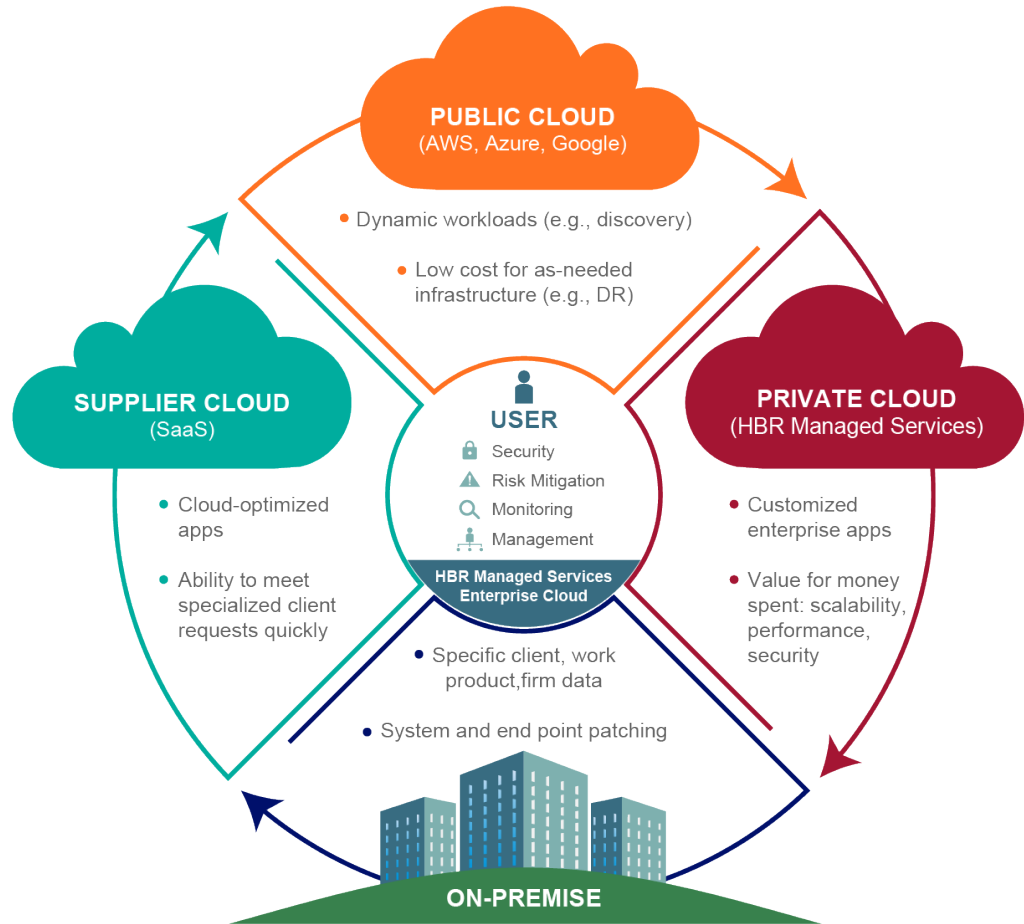 PUBLIC CLOUD
(AWS, Azure, Google)
Dynamic workloads (e.g., discovery)
Low cost for as-needed
infrastructure (e.g., DR)
SUPPLIER CLOUD
(SaaS)
Cloud-optimized
apps
Ability to meet
specialized client
requests quickly
USER
Security
Risk Mitigation
Monitoring
Management
HBR Managed Services
Enterprise Cloud
PRIVATE CLOUD
(HBR Managed Services)
Customized
enterprise apps
Value for money
spent: scalability,
performance,
security
Specific client, work
product,firm data
System and end point patching
ON-PREMISE